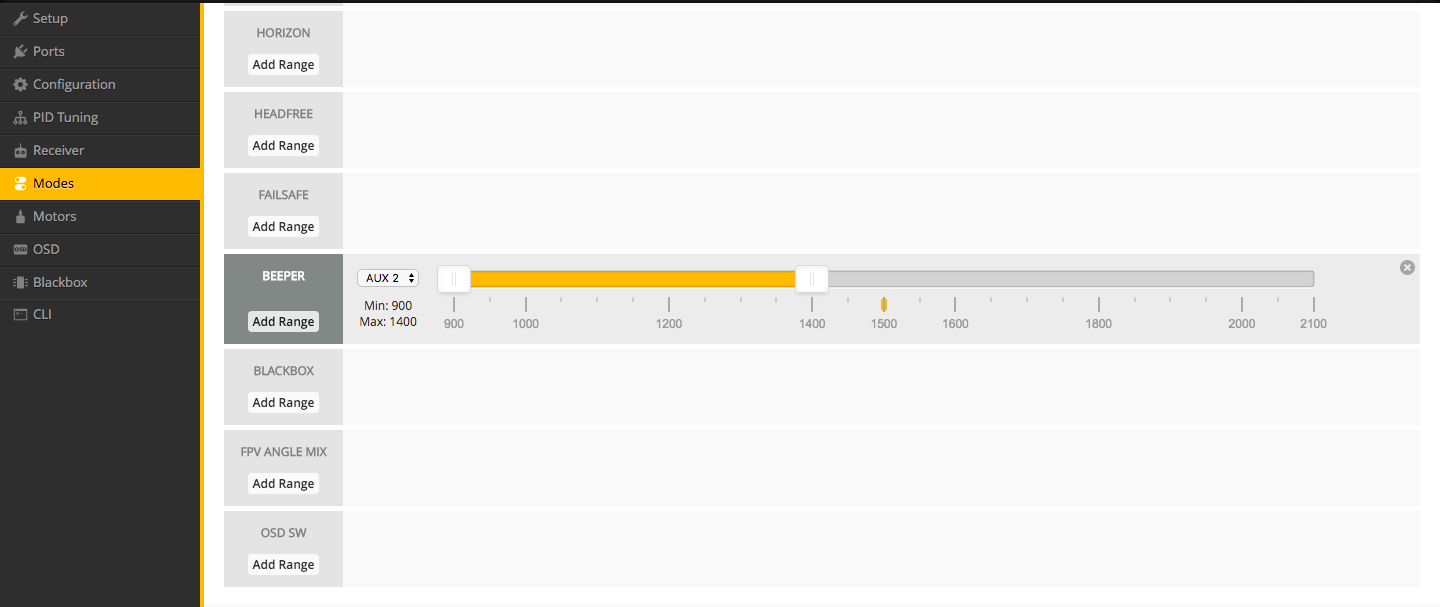 Setup
Ports
Configuration
PID Tuning
Receiver
Modes
Motors
OSD
OSD
Blackbox
CLI
HORIZON
Add Range
HEADFREE
Add Range
FAILSAFE
Add Range
BEEPER
Add Range
AUX 2
Min: 900
Max: 1400
900 1000 1200 1400 1500 1600 1800 2000 2100
BLACKBOX
Add Range
FPV ANGLE MIX
Add Range
OSD SW
Add Range